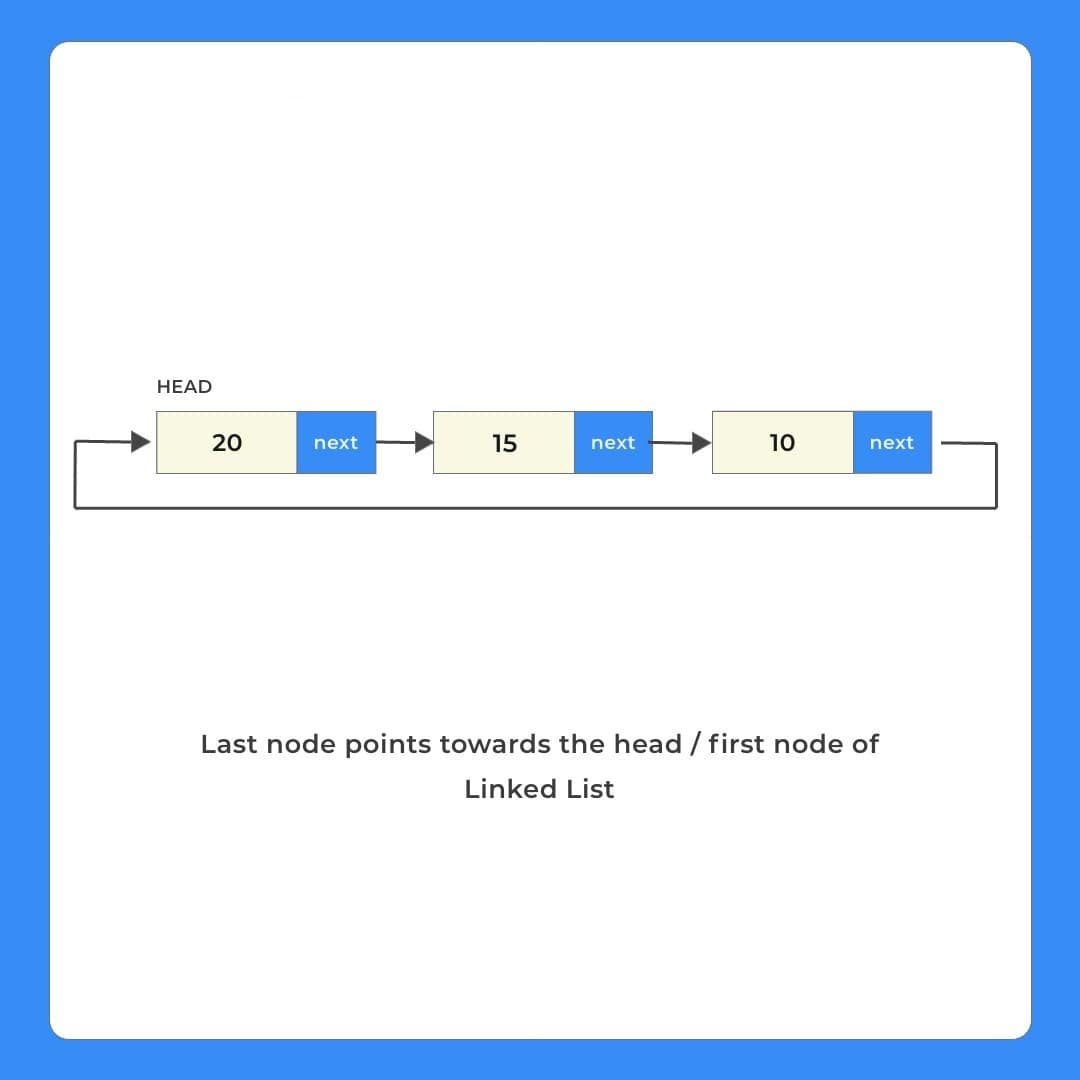 HEAD
20 next 15 next 10 next
Last node points towards the head / first node of
Linked List